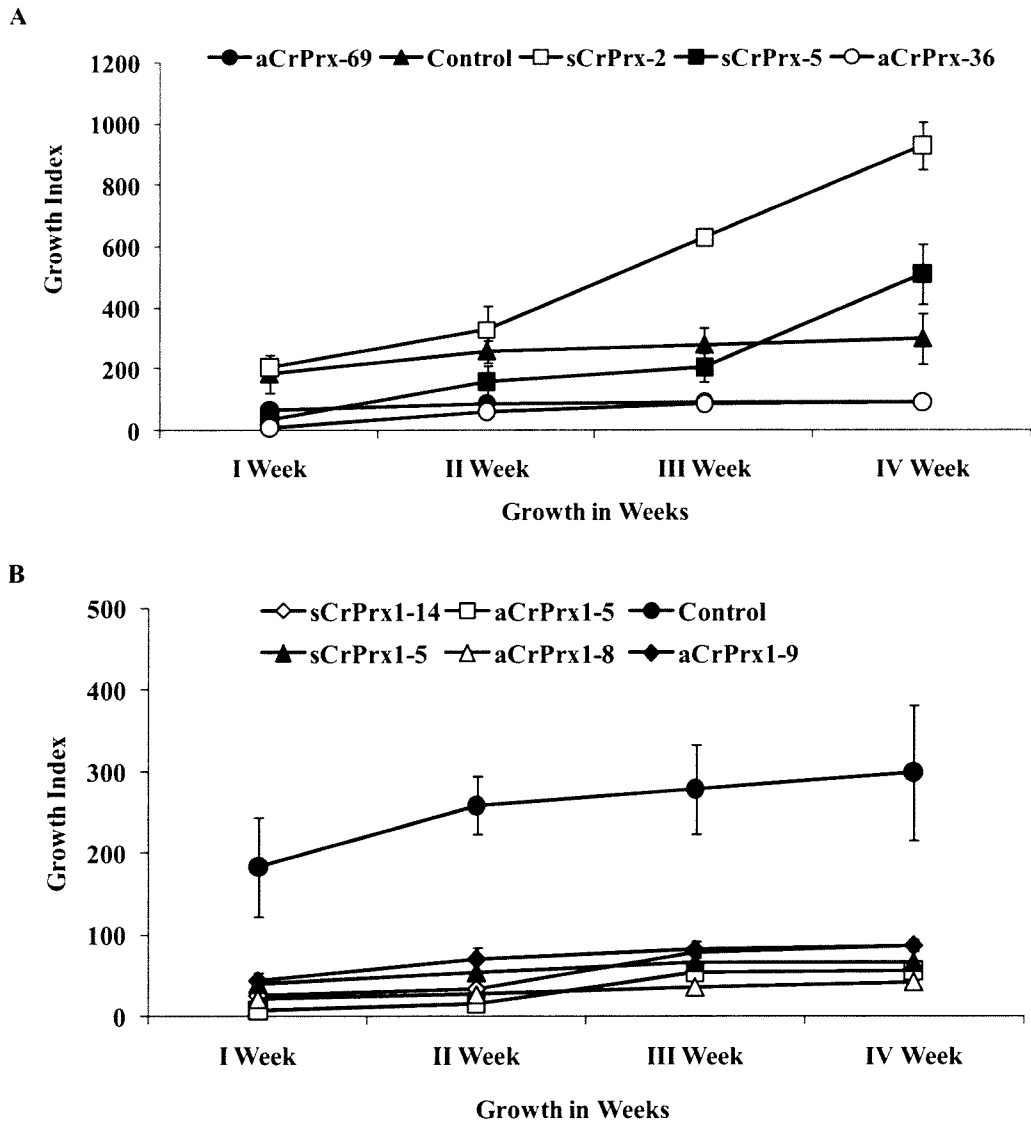 A
aCrPrx-69 Control sCrPrx-2 sCrPrx-5 aCrPrx-36
1200
1000
800
600
400
200
0
Growth Index
I Week II Week III Week IV Week
Growth in Weeks
B
sCrPrx1-14 aCrPrx1-5 Control
sCrPrx1-5 aCrPrx1-8 aCrPrx1-9
500
400
300
200
100
0
Growth Index
I Week II Week III Week IV Week
Growth in Weeks